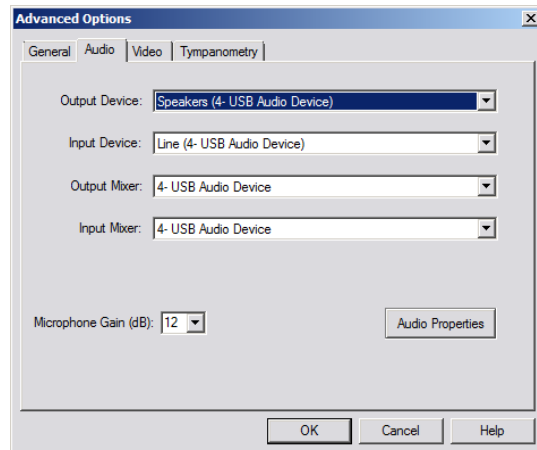 Advanced Options
General Audio Video Tympanometry
Output Device: Speakers (4- USB Audio Device)
Input Device: Line (4- USB Audio Device)
Output Mixer: 4- USB Audio Device
Input Mixer: 4- USB Audio Device
Microphone Gain (dB): 12 Audio Properties
OK Cancel Help